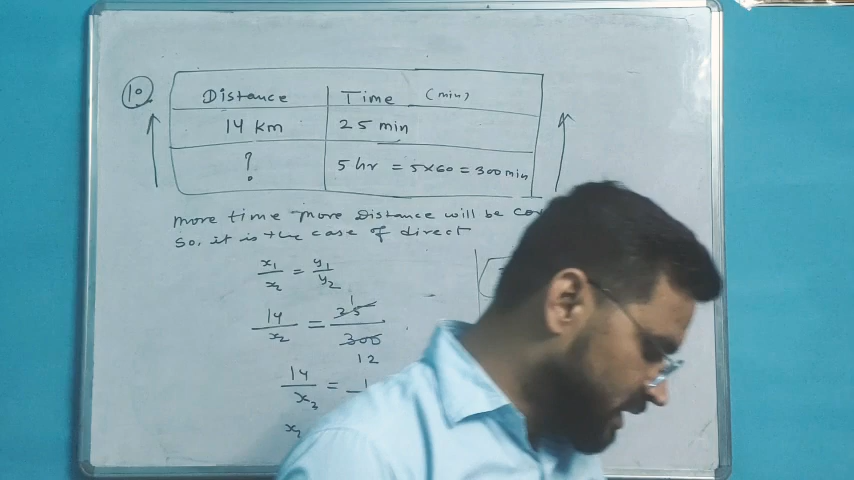 10.
Distance Time (min)
14 km 25 min
? 5 hr = 5×60 = 300 min
more time more Distance will be
So, it is the case of direct
x₁/x₂ = y₁/y₂
14/x₂ = 25/300
1
12
14/x₂ = 1
x₂